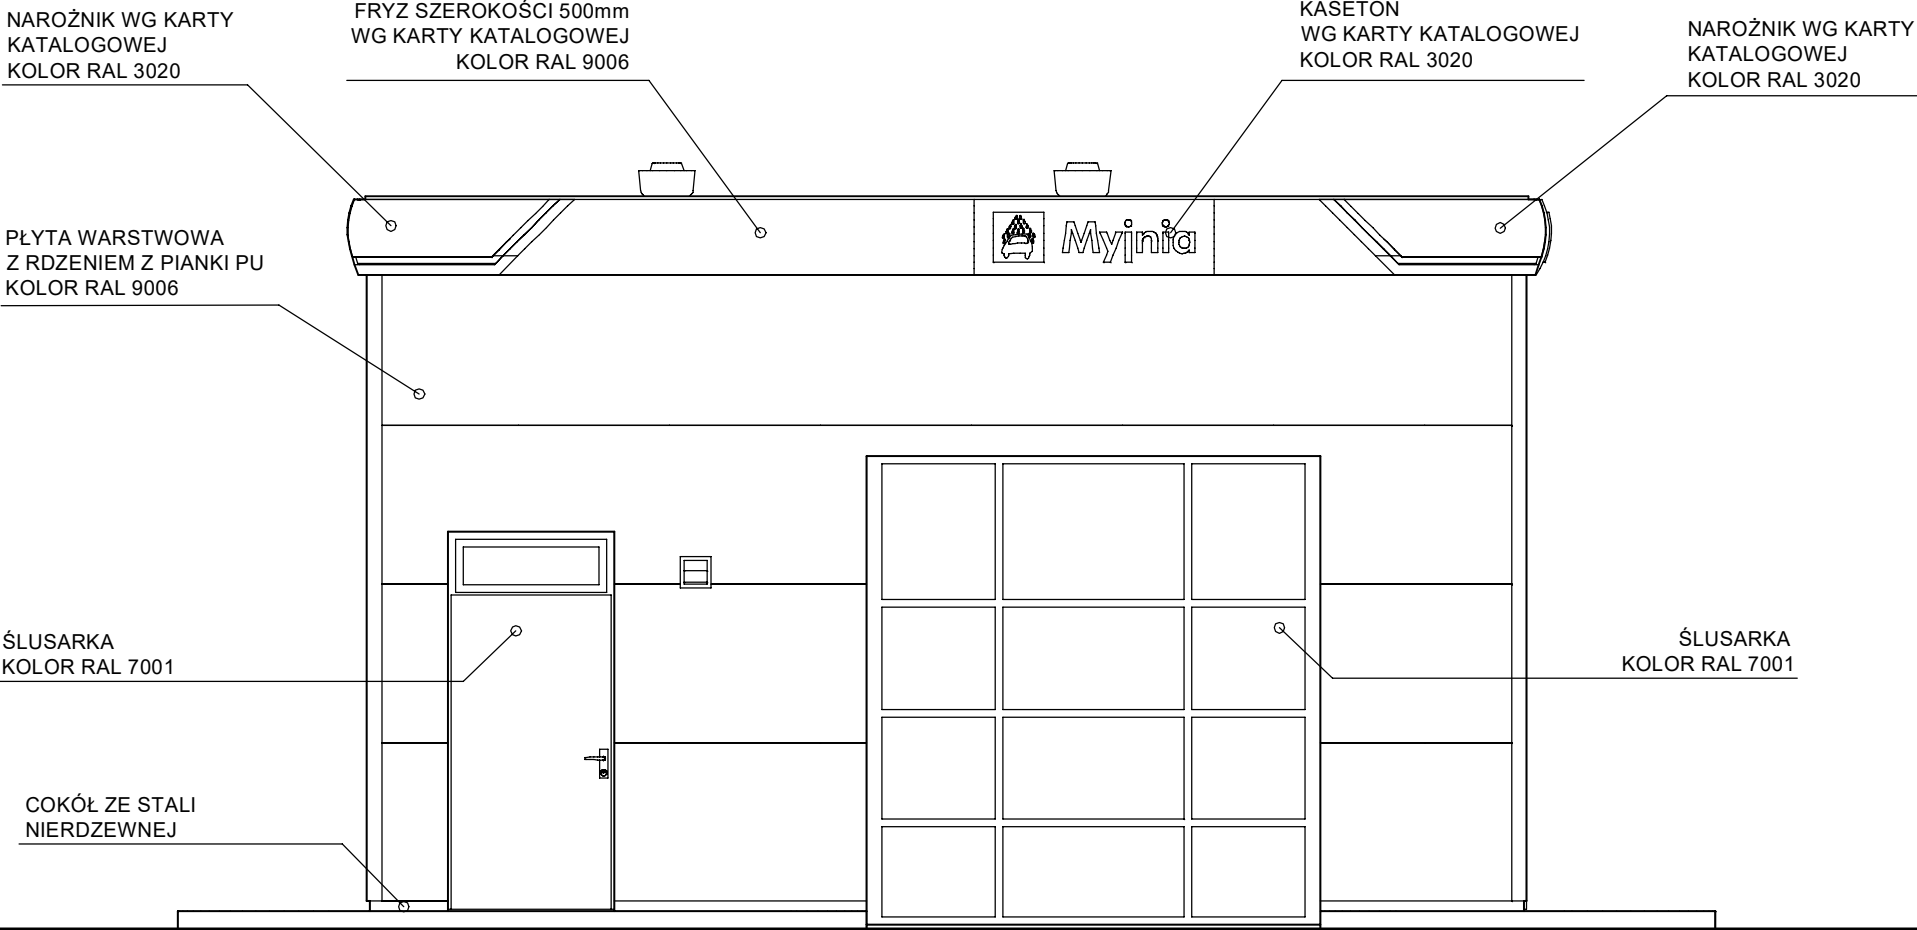 NAROŻNIK WG KARTY
KATALOGOWEJ
KOLOR RAL 3020
FRYZ SZEROKOŚCI 500mm
WG KARTY KATALOGOWEJ
KOLOR RAL 9006
KASETON
WG KARTY KATALOGOWEJ
KOLOR RAL 3020
NAROŻNIK WG KARTY
KATALOGOWEJ
KOLOR RAL 3020
Myjnia
PŁYTA WARSTWOWA
Z RDZENIEM Z PIANKI PU
KOLOR RAL 9006
ŚLUSARKA
KOLOR RAL 7001
ŚLUSARKA
KOLOR RAL 7001
COKÓŁ ZE STALI
NIERDZEWNEJ